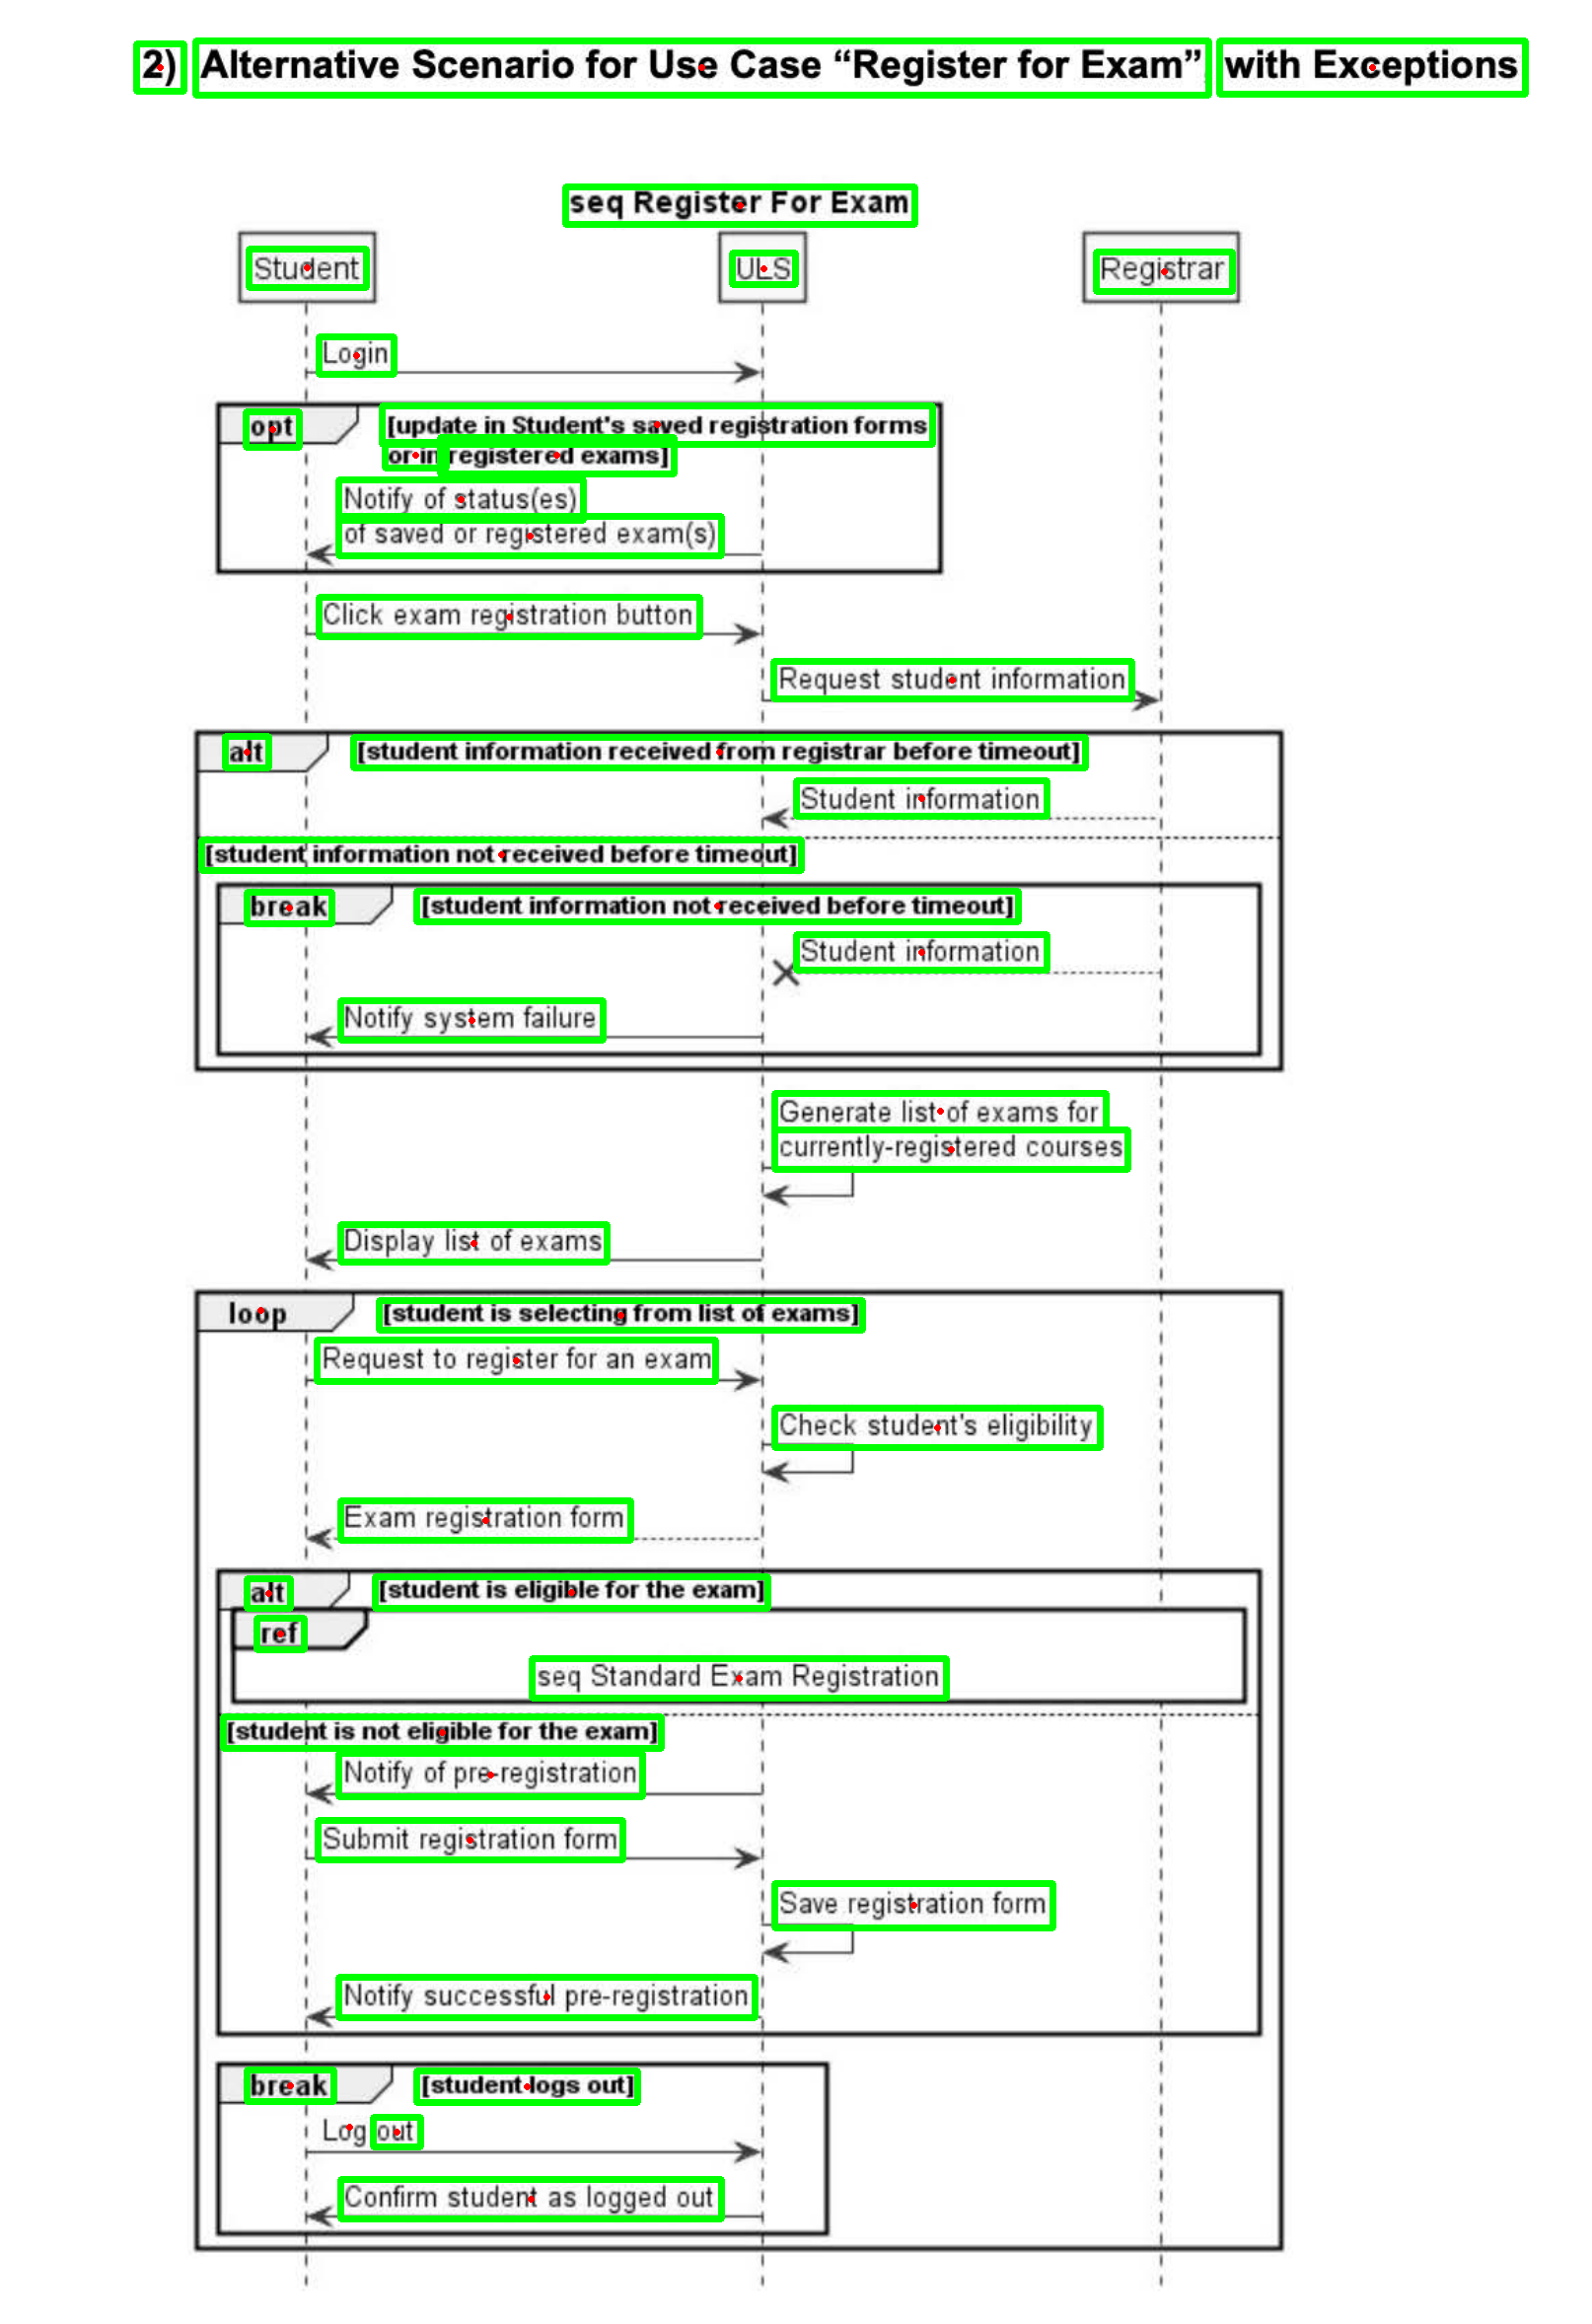 2) Alternative Scenario for Use Case “Register for Exam” with Exceptions
seq Register For Exam
Student ULS Registrar
Login
opt [update in Student's saved registration forms
or in registered exams]
Notify of status(es)
of saved or registered exam(s)
Click exam registration button
Request student information
alt [student information received from registrar before timeout]
Student information
[student information not received before timeout]
break [student information not received before timeout]
Student information
Notify system failure
Generate list of exams for
currently-registered courses
Display list of exams
loop [student is selecting from list of exams]
Request to register for an exam
Check student's eligibility
Exam registration form
alt [student is eligible for the exam]
ref
seq Standard Exam Registration
[student is not eligible for the exam]
Notify of pre-registration
Submit registration form
Save registration form
Notify successful pre-registration
break [student logs out]
Log out
Confirm student as logged out